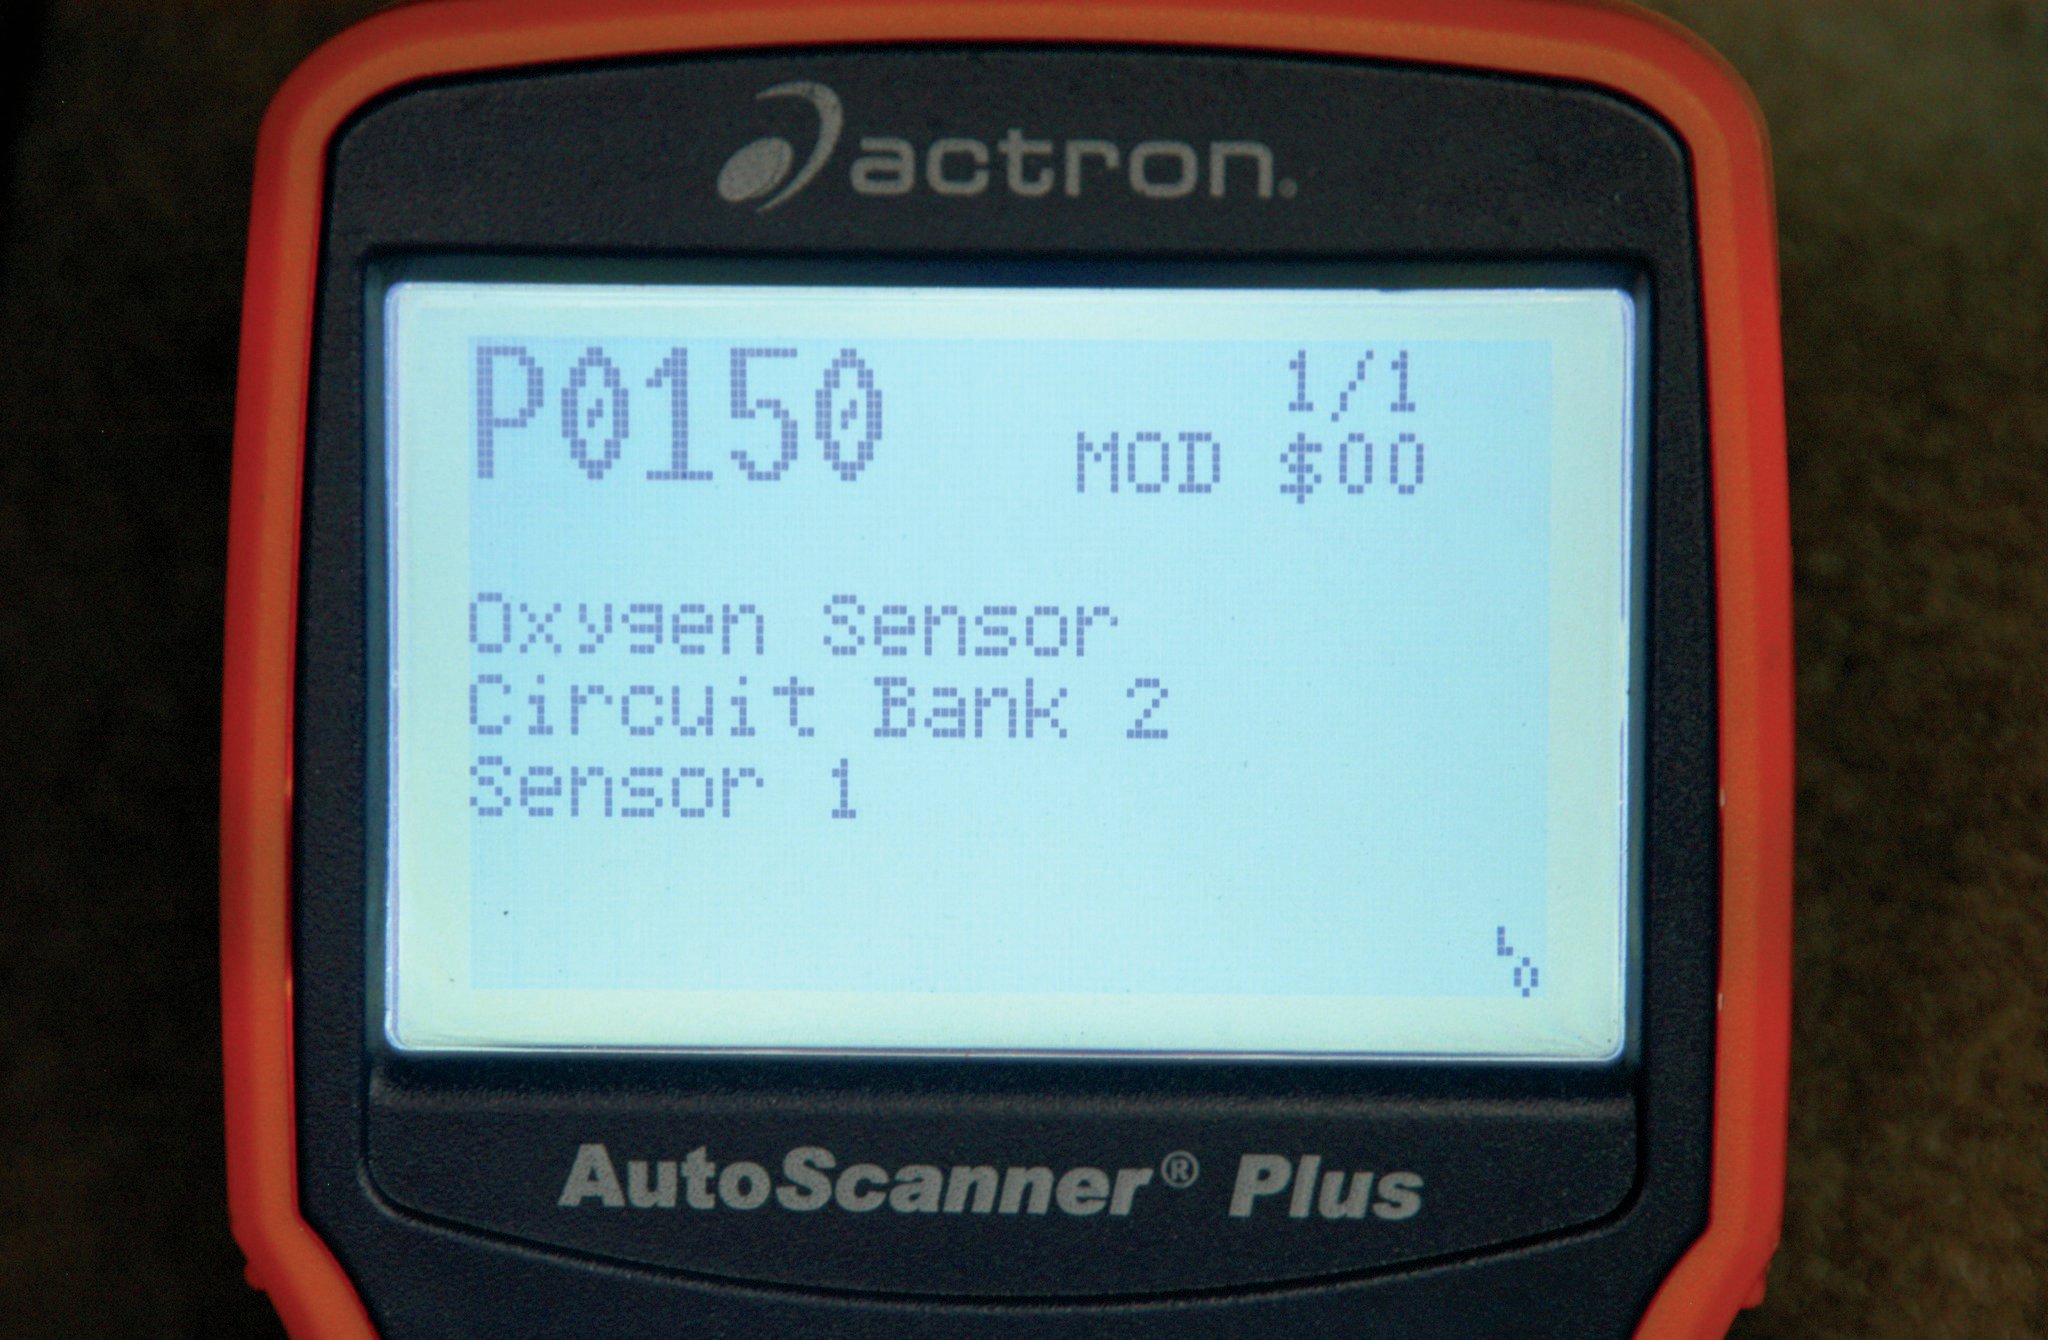 actron.
P0150 1/1
MOD $00
Oxygen Sensor
Circuit Bank 2
Sensor 1
AutoScanner® Plus